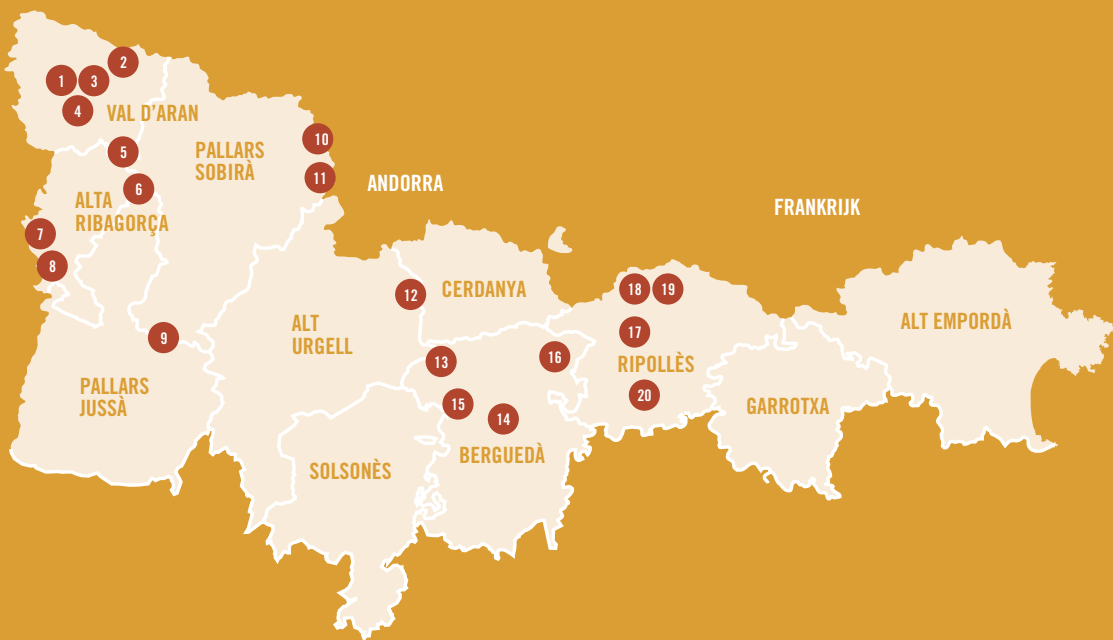 2
1
3
4
VAL D'ARAN
5
PALLARS
SOBIRÀ
10
11
6
ALTA
RIBAGORÇA
7
8
ANDORRA
FRANKRIJK
12
CERDANYA
18
19
ALT
URGELL
9
17
ALT EMPORDÀ
13
16
RIPOLLÈS
PALLARS
JUSSÀ
15
14
20
GARROTXA
SOLSONÈS
BERGUEDÀ